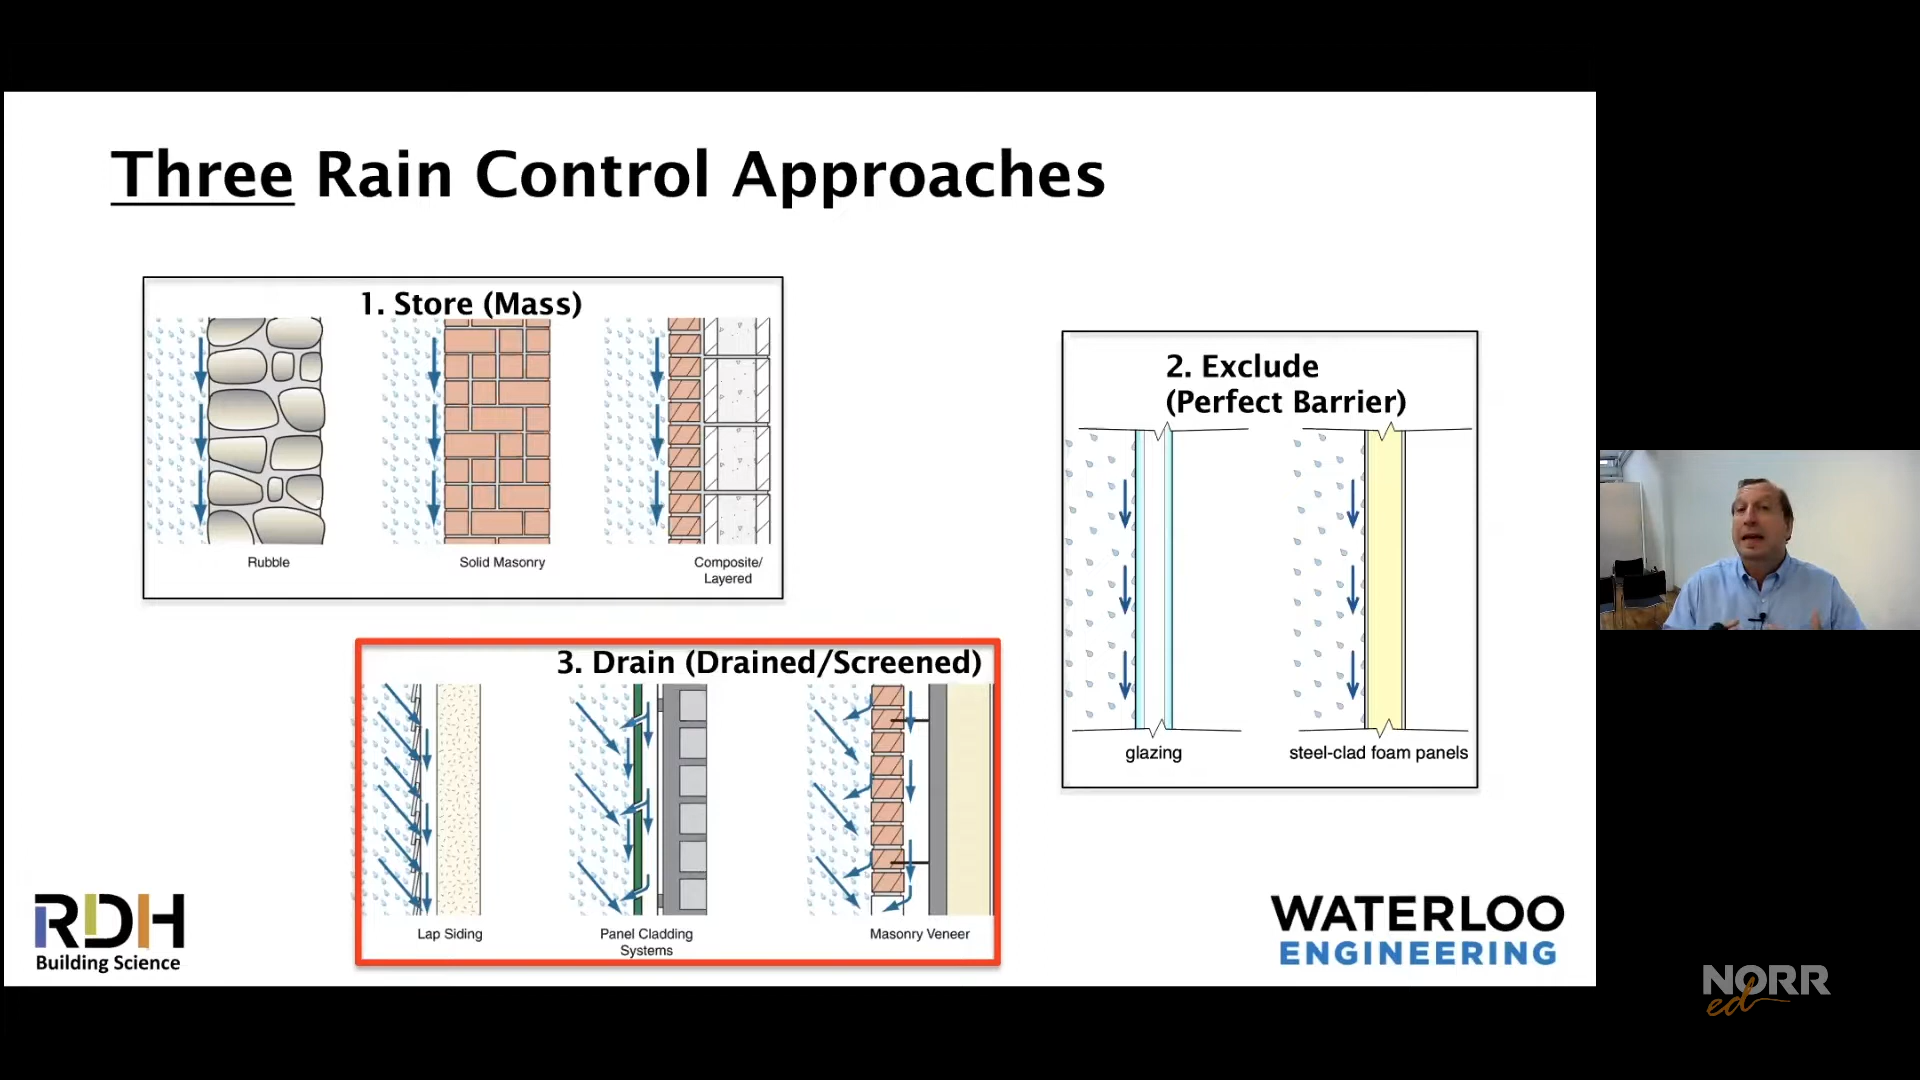 Three Rain Control Approaches
1. Store (Mass)
Rubble
Solid Masonry
Composite/
Layered
2. Exclude
(Perfect Barrier)
glazing
steel-clad foam panels
3. Drain (Drained/Screened)
Lap Siding
Panel Cladding
Systems
Masonry Veneer
RDH
Building Science
WATERLOO
ENGINEERING
NORR
ed